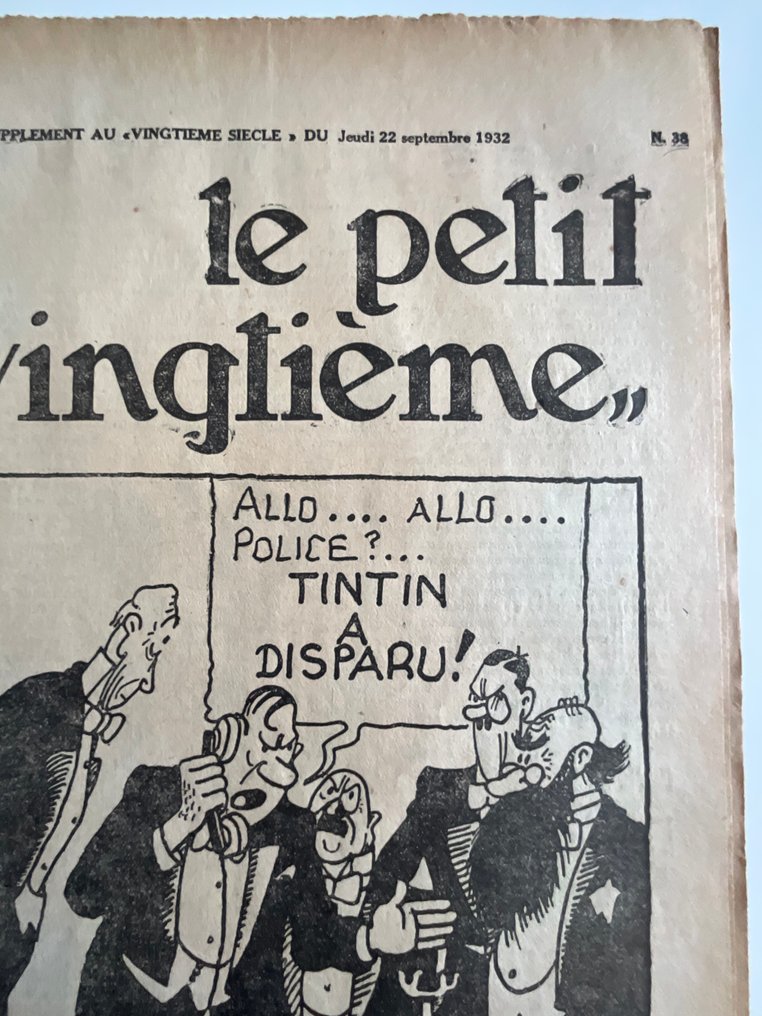 PPLEMENT AU «VINGTIEME SIECLE » DU Jeudi 22 septembre 1932 N. 38
le petit
vingtième„
ALLO.... ALLO....
POLICE?...
TINTIN
A
DISPARU!